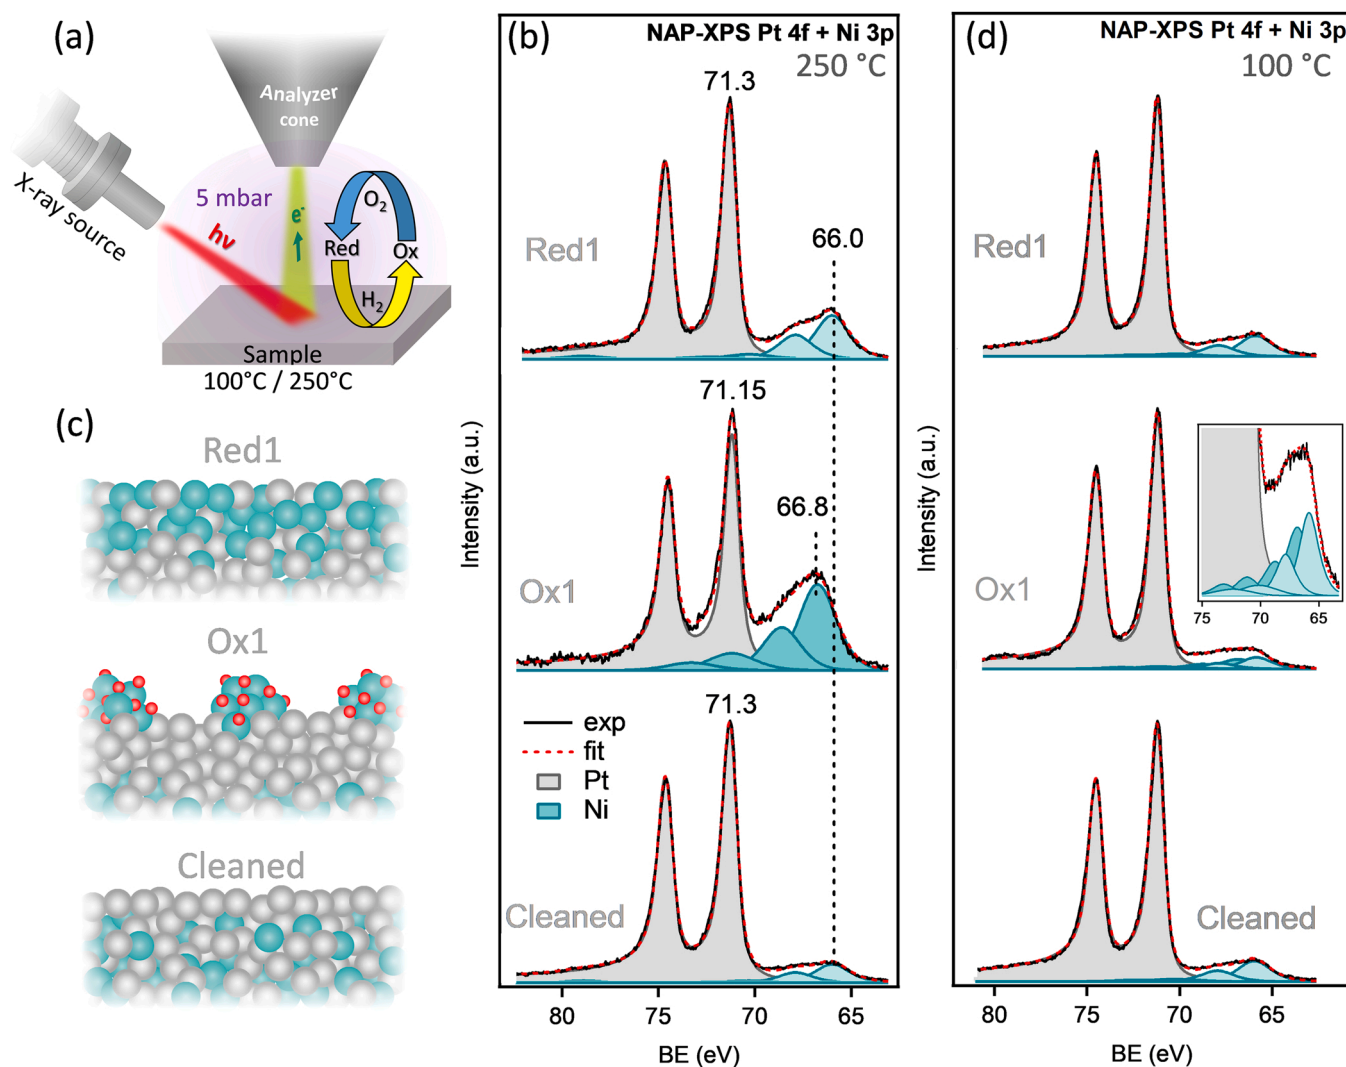 (a)
Analyzer
cone
X-ray source
5 mbar
hν
e-
O₂
Red
Ox
H₂
Sample
100°C / 250°C
(c)
Red1
Ox1
Cleaned
(b)
NAP-XPS Pt 4f + Ni 3p
250 °C
71.3
66.0
Red1
71.15
66.8
Ox1
71.3
exp
fit
Pt
Ni
Cleaned
Intensity (a.u.)
80 75 70 65
BE (eV)
(d)
NAP-XPS Pt 4f + Ni 3p
100 °C
Red1
Ox1
75 70 65
Cleaned
Intensity (a.u.)
80 75 70 65
BE (eV)